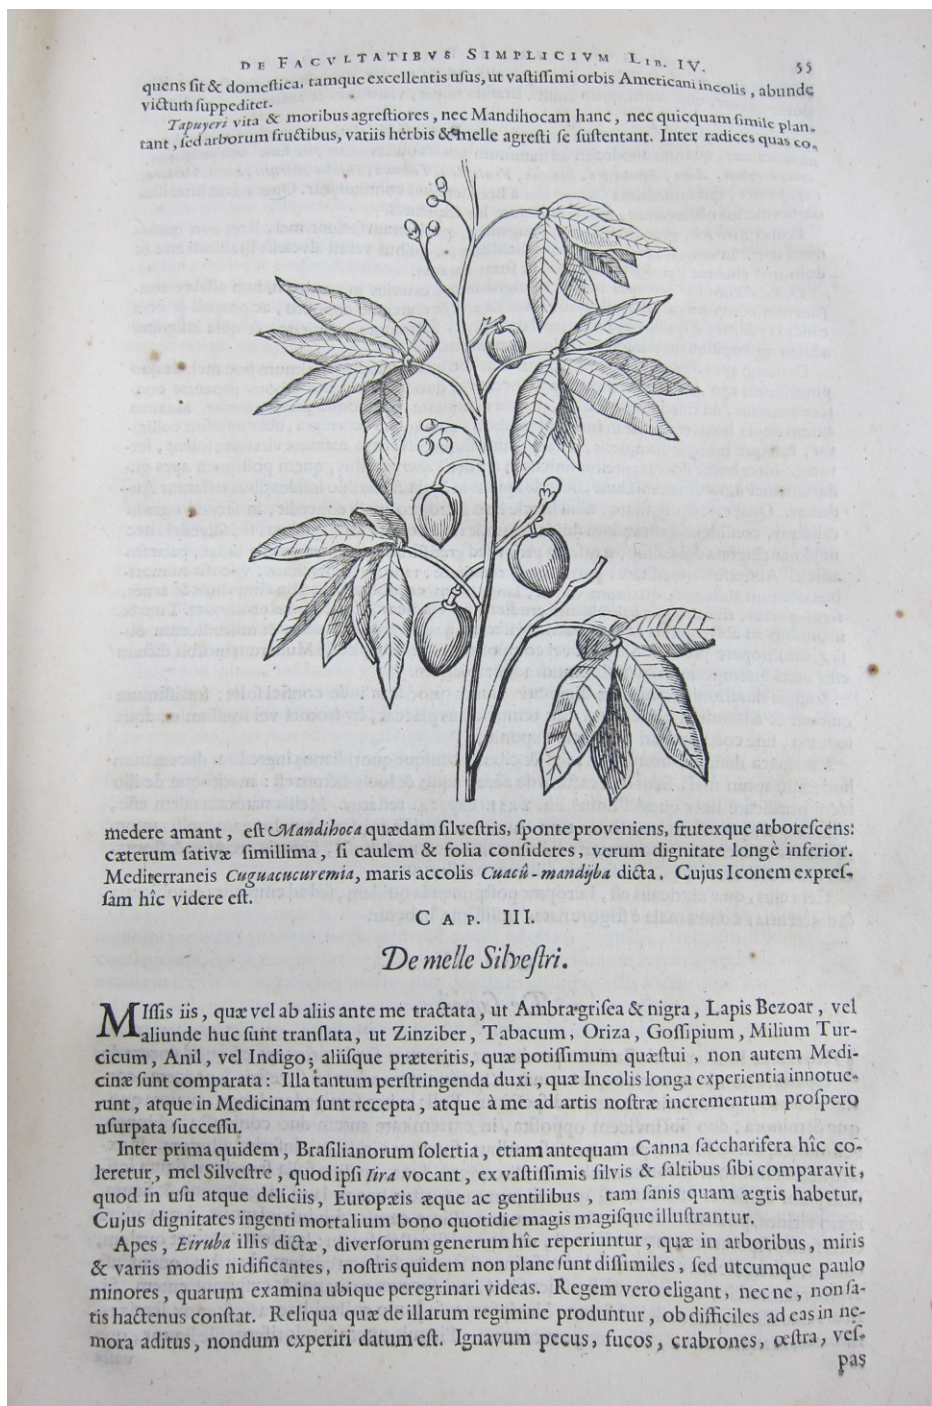 DE FACVLTATIBVS SIMPLICIVM LIB. IV. 55
quens ſit & domeſtica, tamque excellentis uſus, ut vaſtiſſimi orbis Americani incolis, abunde
victum ſuppeditet.
Tapuyeri vita & moribus agreſtiores, nec Mandihocam hanc, nec quicquam ſimile plan-
tant, ſed arborum fructibus, variis herbis & melle agreſti ſe ſuſtentant. Inter radices quas co-
medere amant, eſt Mandihoca quædam ſilveſtris, ſponte proveniens, frutexque arboreſcens:
cæterum ſativæ ſimillima, ſi caulem & folia conſideres, verum dignitate longè inferior.
Mediterraneis Cuguacucuremia, maris accolis Cuacû-mandijba dicta. Cujus Iconem expreſ-
ſam hîc videre eſt.
CAP. III.
De melle Silveſtri.
MIſſis iis, quæ vel ab aliis ante me tractata, ut Ambra-griſea & nigra, Lapis Bezoar, vel
aliunde huc ſunt tranſlata, ut Zinziber, Tabacum, Oriza, Goſſipium, Milium Tur-
cicum, Anil, vel Indigo; aliiſque præteritis, quæ potiſſimum quæſtui, non autem Medi-
cinæ ſunt comparata: Illa tantum perſtringenda duxi, quæ Incolis longa experientia innotue-
runt, atque in Medicinam ſunt recepta, atque à me ad artis noſtræ incrementum proſpero
uſurpata ſucceſſu.
Inter prima quidem, Braſilianorum ſolertia, etiam antequam Canna ſaccharifera hîc co-
leretur, mel Silveſtre, quod ipſi Iira vocant, ex vaſtiſſimis ſilvis & ſaltibus ſibi comparavit,
quod in uſu atque deliciis, Europæis æque ac gentilibus, tam ſanis quam ægris habetur,
Cujus dignitates ingenti mortalium bono quotidie magis magiſque illuſtrantur.
Apes, Eiruba illis dictæ, diverſorum generum hîc reperiuntur, quæ in arboribus, miris
& variis modis nidificantes, noſtris quidem non plane ſunt diſſimiles, ſed utcumque paulo
minores, quarum examina ubique peregrinari videas. Regem vero eligant, nec ne, non ſa-
tis hactenus conſtat. Reliqua quæ de illarum regimine produntur, ob difficiles ad eas in ne-
mora aditus, nondum experiti datum eſt. Ignavum pecus, fucos, crabrones, œſtra, veſ-
pas